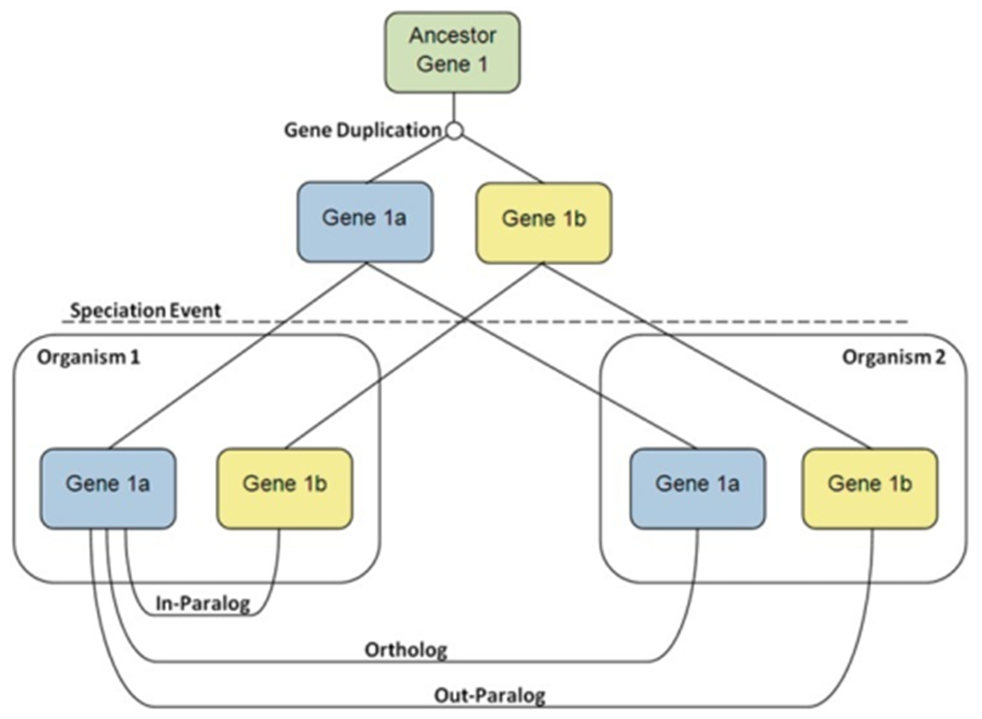 Ancestor
Gene 1
Gene Duplication
Gene 1a
Gene 1b
Speciation Event
Organism 1
Organism 2
Gene 1a
Gene 1b
Gene 1a
Gene 1b
In-Paralog
Ortholog
Out-Paralog